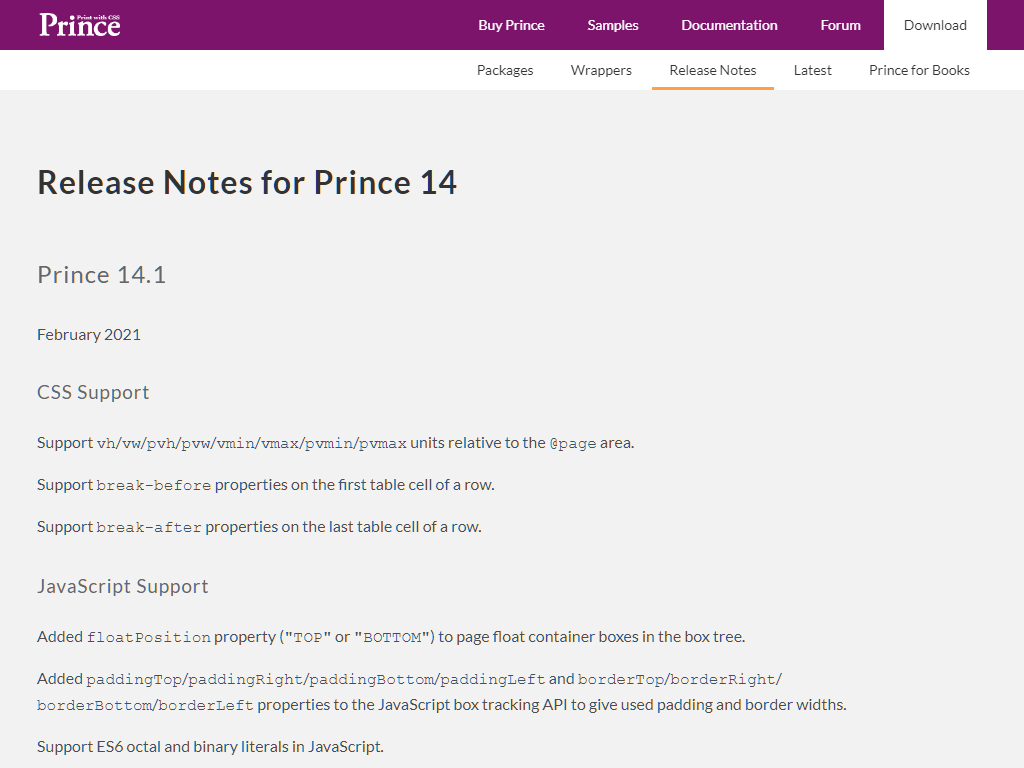 Print with CSS
Prince
Buy Prince
Samples
Documentation
Forum
Download
Packages
Wrappers
Release Notes
Latest
Prince for Books
Release Notes for Prince 14
Prince 14.1
February 2021
CSS Support
Support vh/vw/pvh/pvw/vmin/vmax/pvmin/pvmax units relative to the @page area.
Support break-before properties on the first table cell of a row.
Support break-after properties on the last table cell of a row.
JavaScript Support
Added floatPosition property ("TOP" or "BOTTOM") to page float container boxes in the box tree.
Added paddingTop/paddingRight/paddingBottom/paddingLeft and borderTop/borderRight/
borderBottom/borderLeft properties to the JavaScript box tracking API to give used padding and border widths.
Support ES6 octal and binary literals in JavaScript.